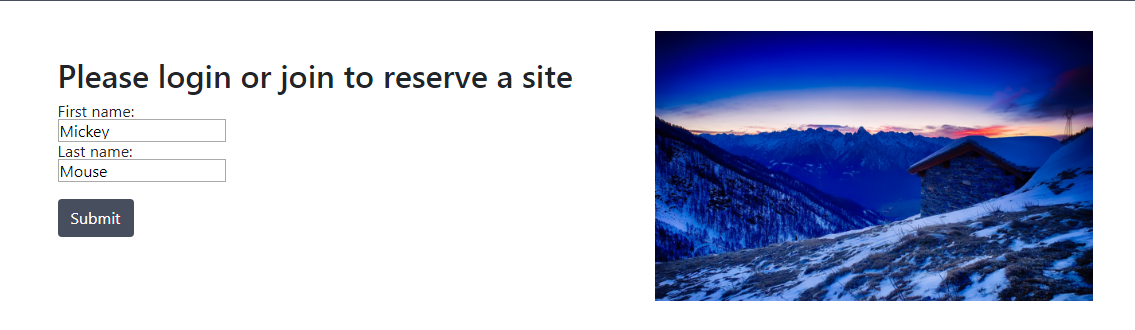 Please login or join to reserve a site
First name:
Mickey
Last name:
Mouse
Submit